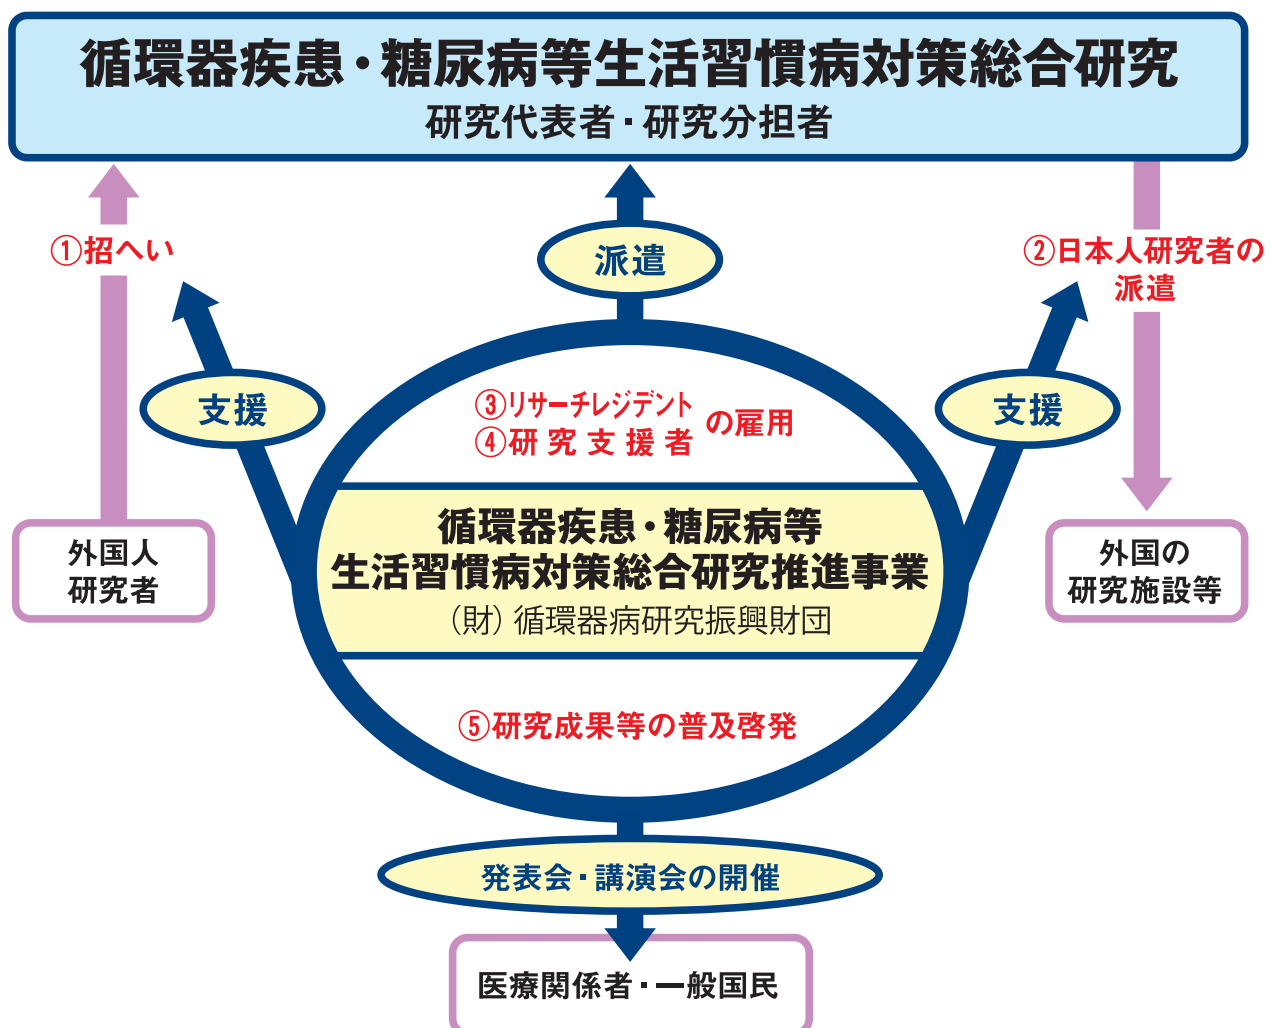 循環器疾患・糖尿病等生活習慣病対策総合研究
研究代表者・研究分担者
①招へい
派遣
②日本人研究者の
派遣
支援
③リサーチレジデント
④研究支援者
の雇用
支援
循環器疾患・糖尿病等
生活習慣病対策総合研究推進事業
（財）循環器病研究振興財団
外国人
研究者
外国の
研究施設等
⑤研究成果等の普及啓発
発表会・講演会の開催
医療関係者・一般国民